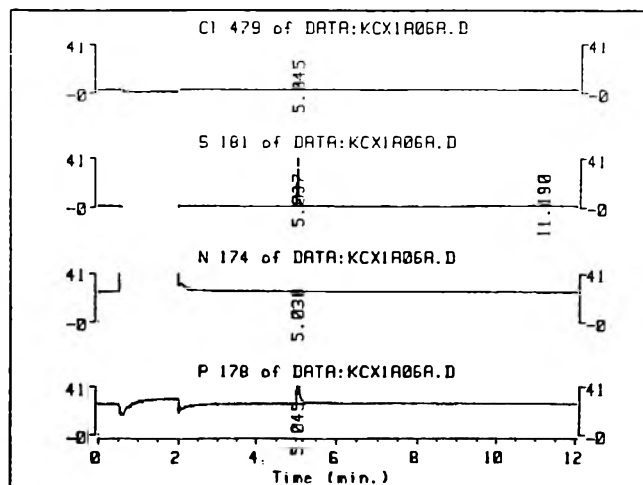 Cl 479 of DATA:KCX1A06A.D
41 41
-0 -0
5.045
S 181 of DATA:KCX1A06A.D
41 41
-0 -0
5.037
11.190
N 174 of DATA:KCX1A06A.D
41 41
-0 -0
5.038
P 178 of DATA:KCX1A06A.D
41 41
-0 -0
5.045
0 2 4 6 8 10 12
Time (min.)